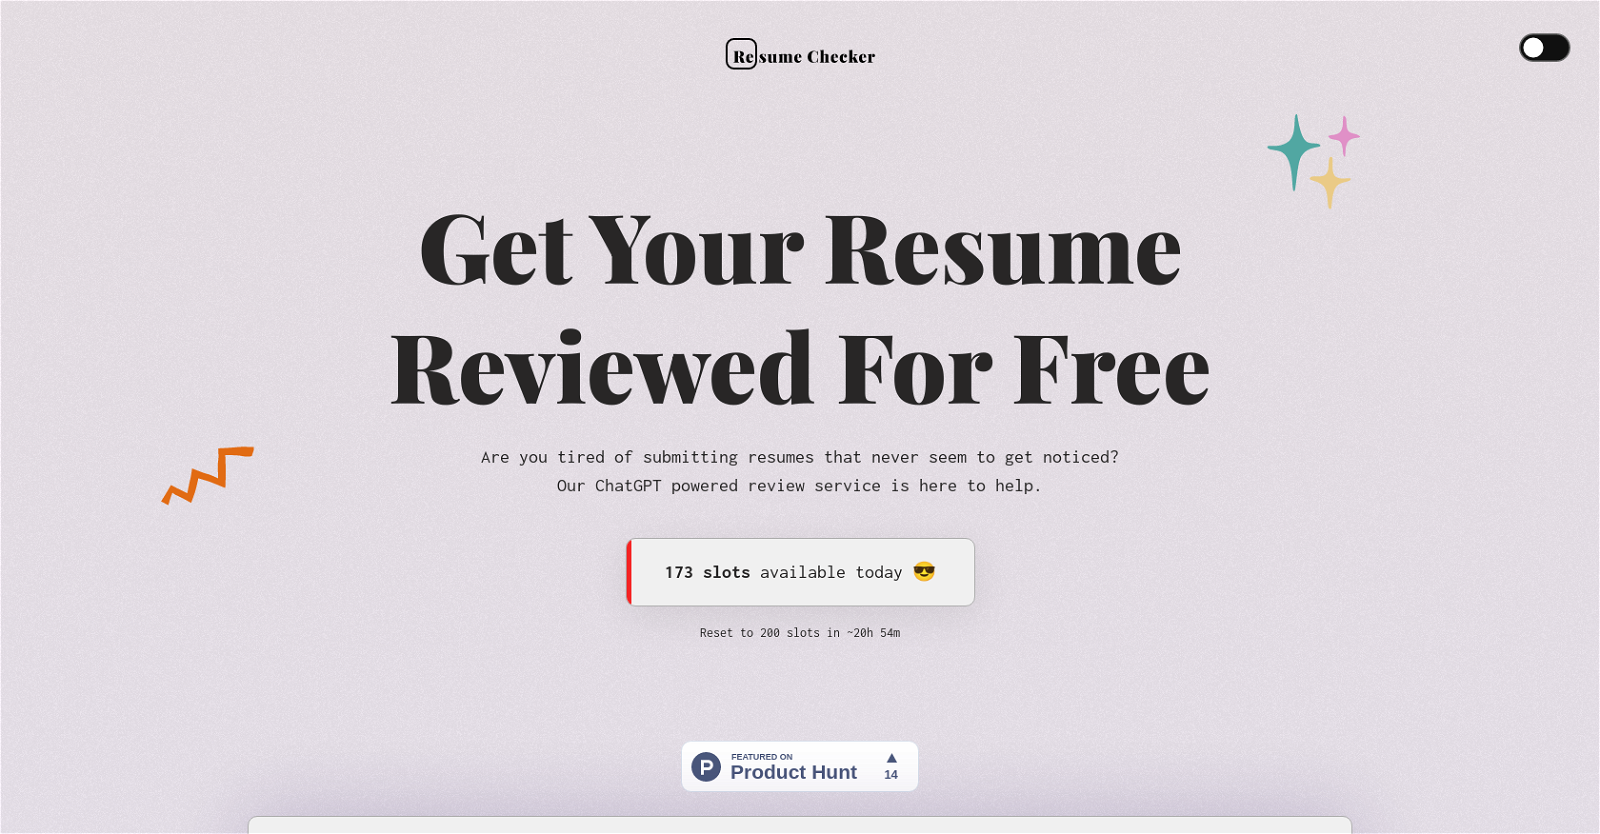 Resume Checker
Get Your Resume
Reviewed For Free
Are you tired of submitting resumes that never seem to get noticed?
Our ChatGPT powered review service is here to help.
173 slots available today 😎
Reset to 200 slots in ~20h 54m
P
FEATURED ON
Product Hunt
▲
14